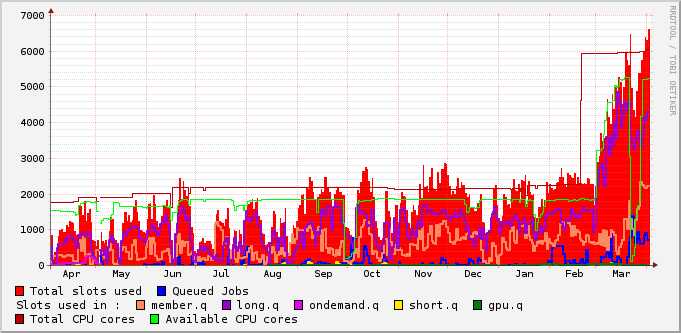 RRDTOOL / TOBI OETIKER
7000
6000
5000
4000
3000
2000
1000
0
Apr May Jun Jul Aug Sep Oct Nov Dec Jan Feb Mar
Total slots used Queued Jobs
Slots used in : member.q long.q ondemand.q short.q gpu.q
Total CPU cores Available CPU cores